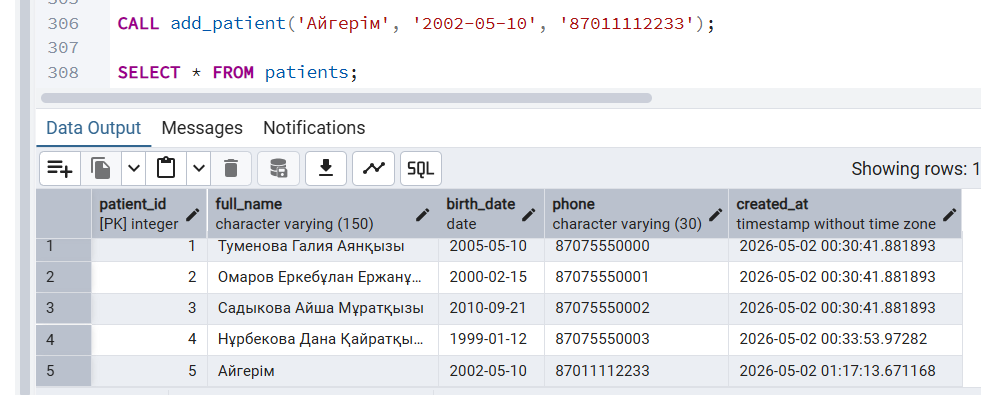 306 CALL add_patient('Айгерім', '2002-05-10', '87011112233');
307
308 SELECT * FROM patients;
Data Output Messages Notifications
SQL Showing rows: 1
patient_id full_name birth_date phone created_at
[PK] integer character varying (150) date character varying (30) timestamp without time zone
1 1 Туменова Галия Аянқызы 2005-05-10 87075550000 2026-05-02 00:30:41.881893
2 2 Омаров Еркебұлан Ержанұ... 2000-02-15 87075550001 2026-05-02 00:30:41.881893
3 3 Садыкова Айша Мұратқызы 2010-09-21 87075550002 2026-05-02 00:30:41.881893
4 4 Нұрбекова Дана Қайратқы... 1999-01-12 87075550003 2026-05-02 00:33:53.97282
5 5 Айгерім 2002-05-10 87011112233 2026-05-02 01:17:13.671168